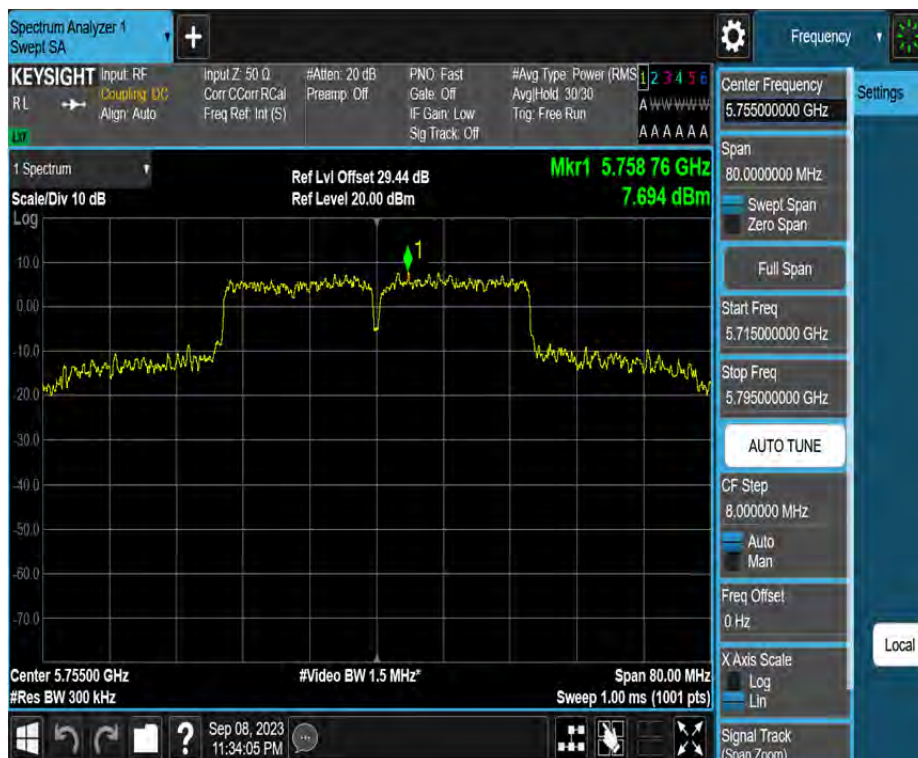 Spectrum Analyzer 1
Swept SA
+
Frequency
KEYSIGHT
RL
LXI
Input: RF
Coupling: DC
Align: Auto
Input Z: 50 Ω
Corr CCorr RCal
Freq Ref: Int (S)
#Atten: 20 dB
Preamp: Off
PNO: Fast
Gate: Off
IF Gain: Low
Sig Track: Off
#Avg Type: Power (RMS
Avg|Hold: 30/30
Trig: Free Run
1 2 3 4 5 6
A W W W W W
A A A A A A
1 Spectrum
Scale/Div 10 dB
Log
Ref Lvl Offset 29.44 dB
Ref Level 20.00 dBm
Mkr1 5.758 76 GHz
7.694 dBm
1
10.0
0.00
-10.0
-20.0
-30.0
-40.0
-50.0
-60.0
-70.0
Center 5.75500 GHz
#Res BW 300 kHz
#Video BW 1.5 MHz*
Span 80.00 MHz
Sweep 1.00 ms (1001 pts)
?
Sep 08, 2023
11:34:05 PM
Center Frequency
5.755000000 GHz
Span
80.0000000 MHz
Swept Span
Zero Span
Full Span
Start Freq
5.715000000 GHz
Stop Freq
5.795000000 GHz
AUTO TUNE
CF Step
8.000000 MHz
Auto
Man
Freq Offset
0 Hz
X Axis Scale
Log
Lin
Signal Track
(Span Zoom)
Settings
Local